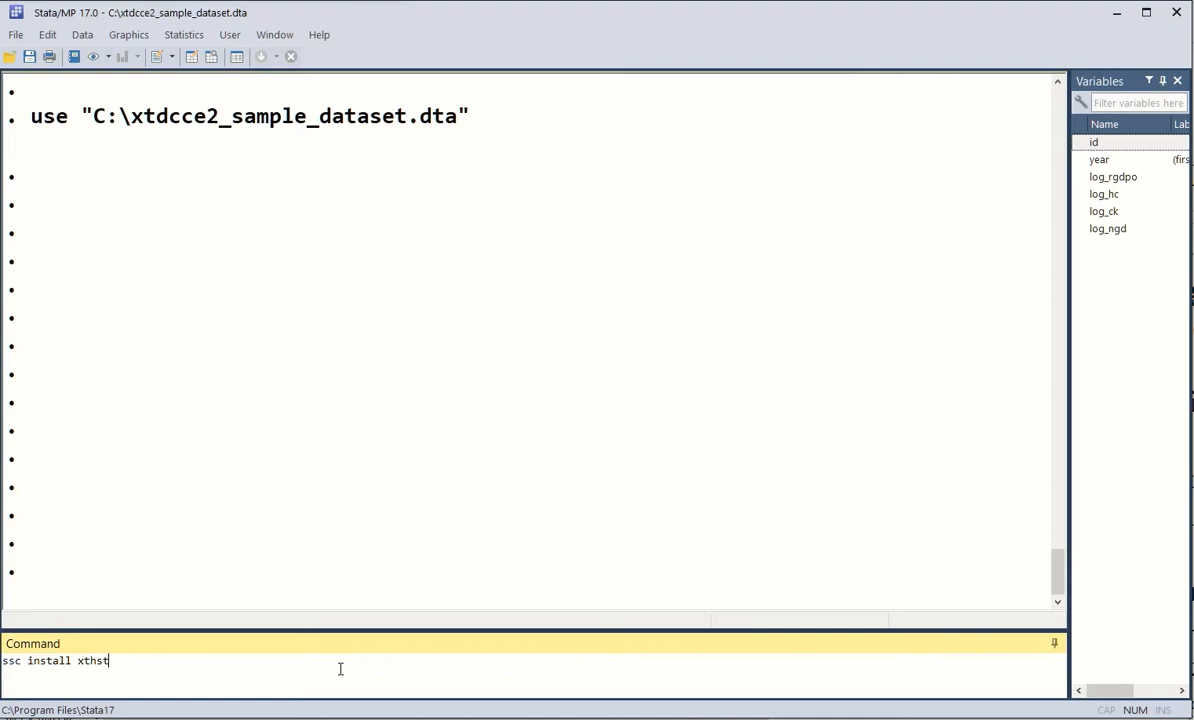 Stata/MP 17.0 - C:\xtdcce2_sample_dataset.dta
File Edit Data Graphics Statistics User Window Help
. use "C:\xtdcce2_sample_dataset.dta"
Variables
Filter variables here
Name Lab
id
year (firs
log_rgdpo
log_hc
log_ck
log_ngd
Command
ssc install xthst
C:\Program Files\Stata17
CAP NUM INS